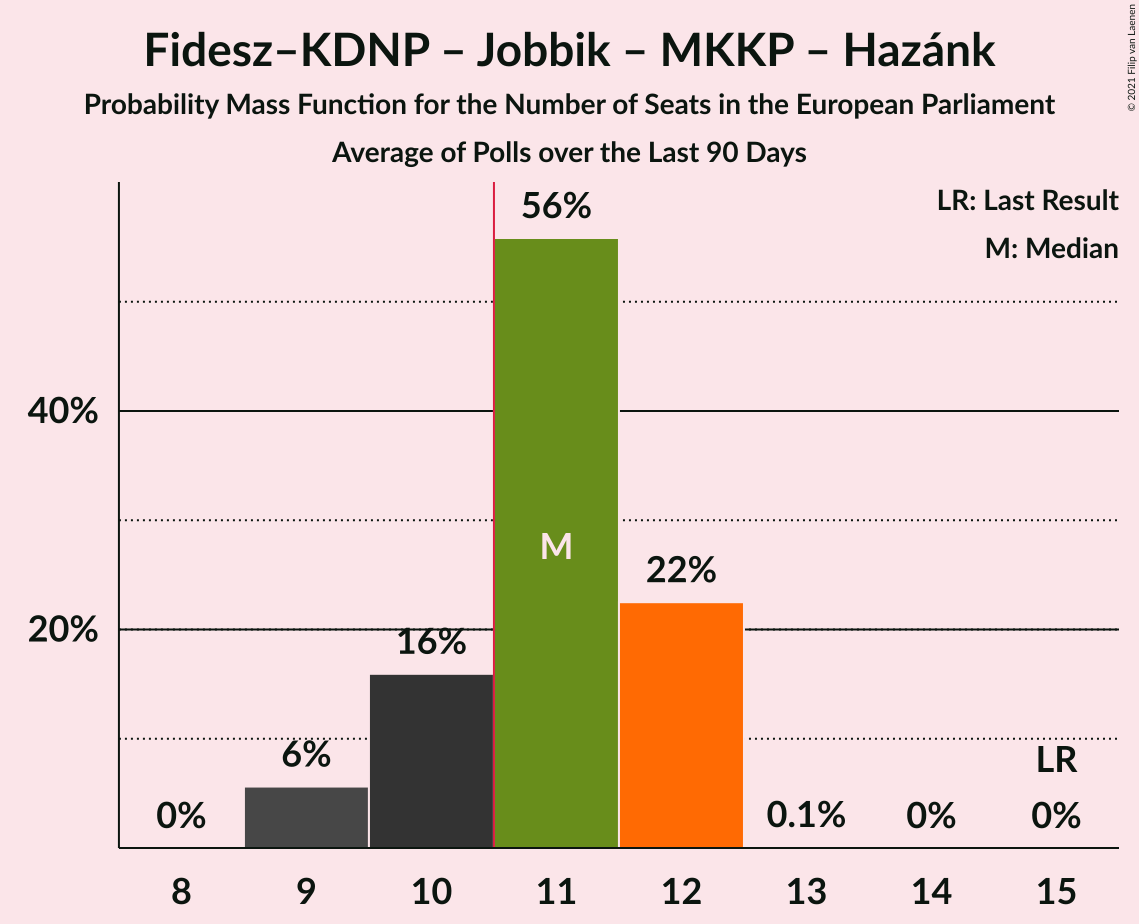 Fidesz–KDNP – Jobbik – MKKP – Hazánk
Probability Mass Function for the Number of Seats in the European Parliament
Average of Polls over the Last 90 Days
© 2021 Filip van Laenen
LR: Last Result
M: Median
56%
40%
M
22%
20%
16%
6%
LR
0%
0.1%
0%
0%
8 9 10 11 12 13 14 15